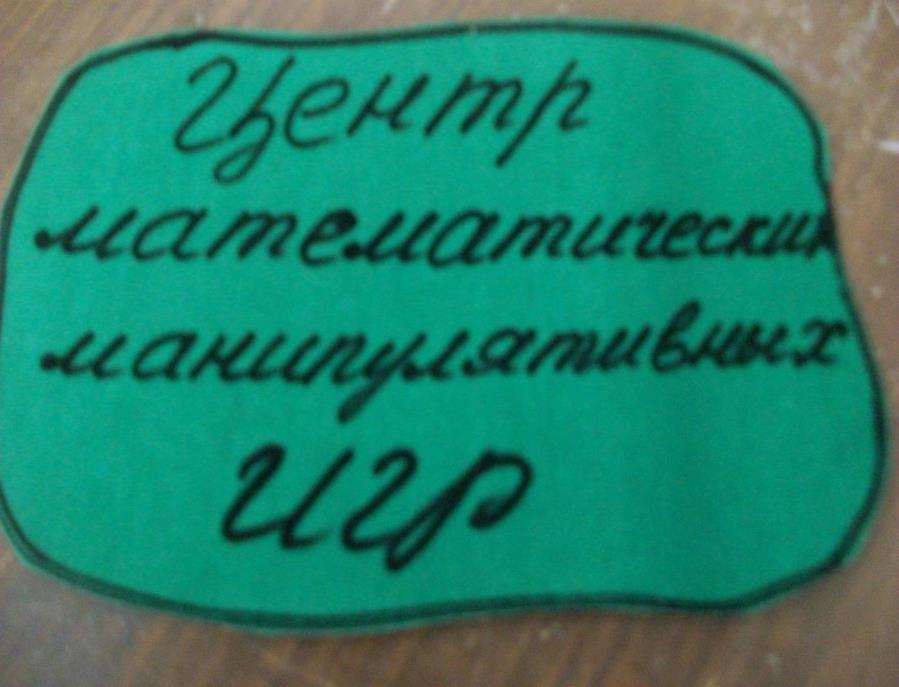 Центр
математических
манипулятивных
игр